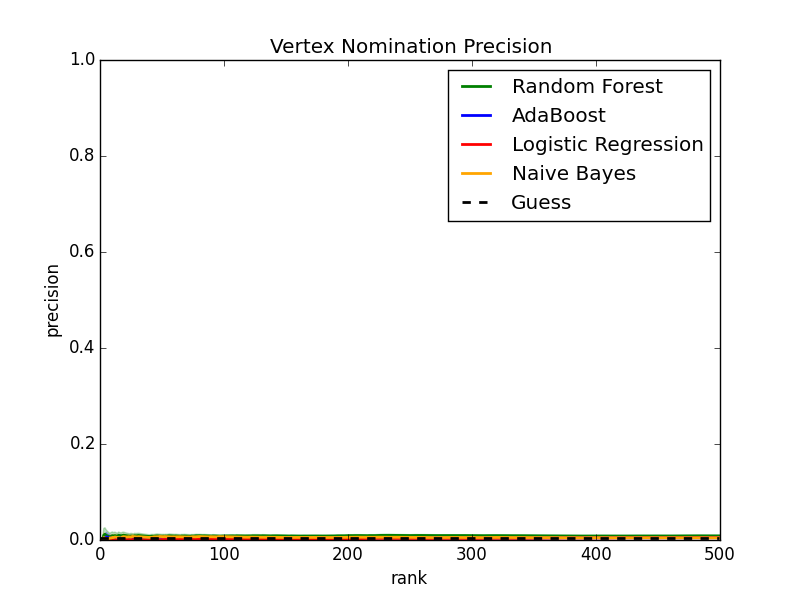 Vertex Nomination Precision
1.0
0.8
0.6
0.4
0.2
0.0
precision
Random Forest
AdaBoost
Logistic Regression
Naive Bayes
Guess
0 100 200 300 400 500
rank